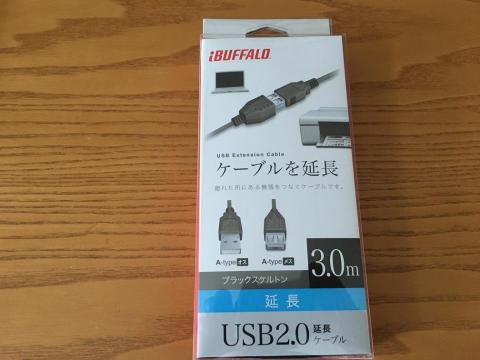 iBUFFALO
USB Extension Cable
ケーブルを延長
離れた所にある機器をつなぐケーブルです。
A-type オス
A-type メス
ブラックスケルトン
3.0m
延長
USB2.0 延長
ケーブル